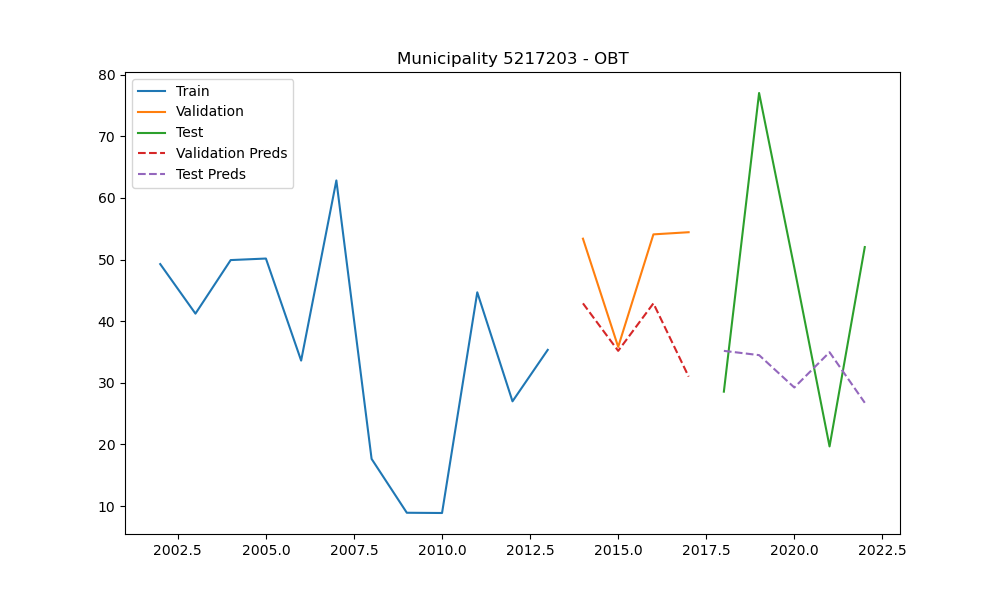 Municipality 5217203 - OBT
80
70
60
50
40
30
20
10
Train
Validation
Test
Validation Preds
Test Preds
2002.5 2005.0 2007.5 2010.0 2012.5 2015.0 2017.5 2020.0 2022.5